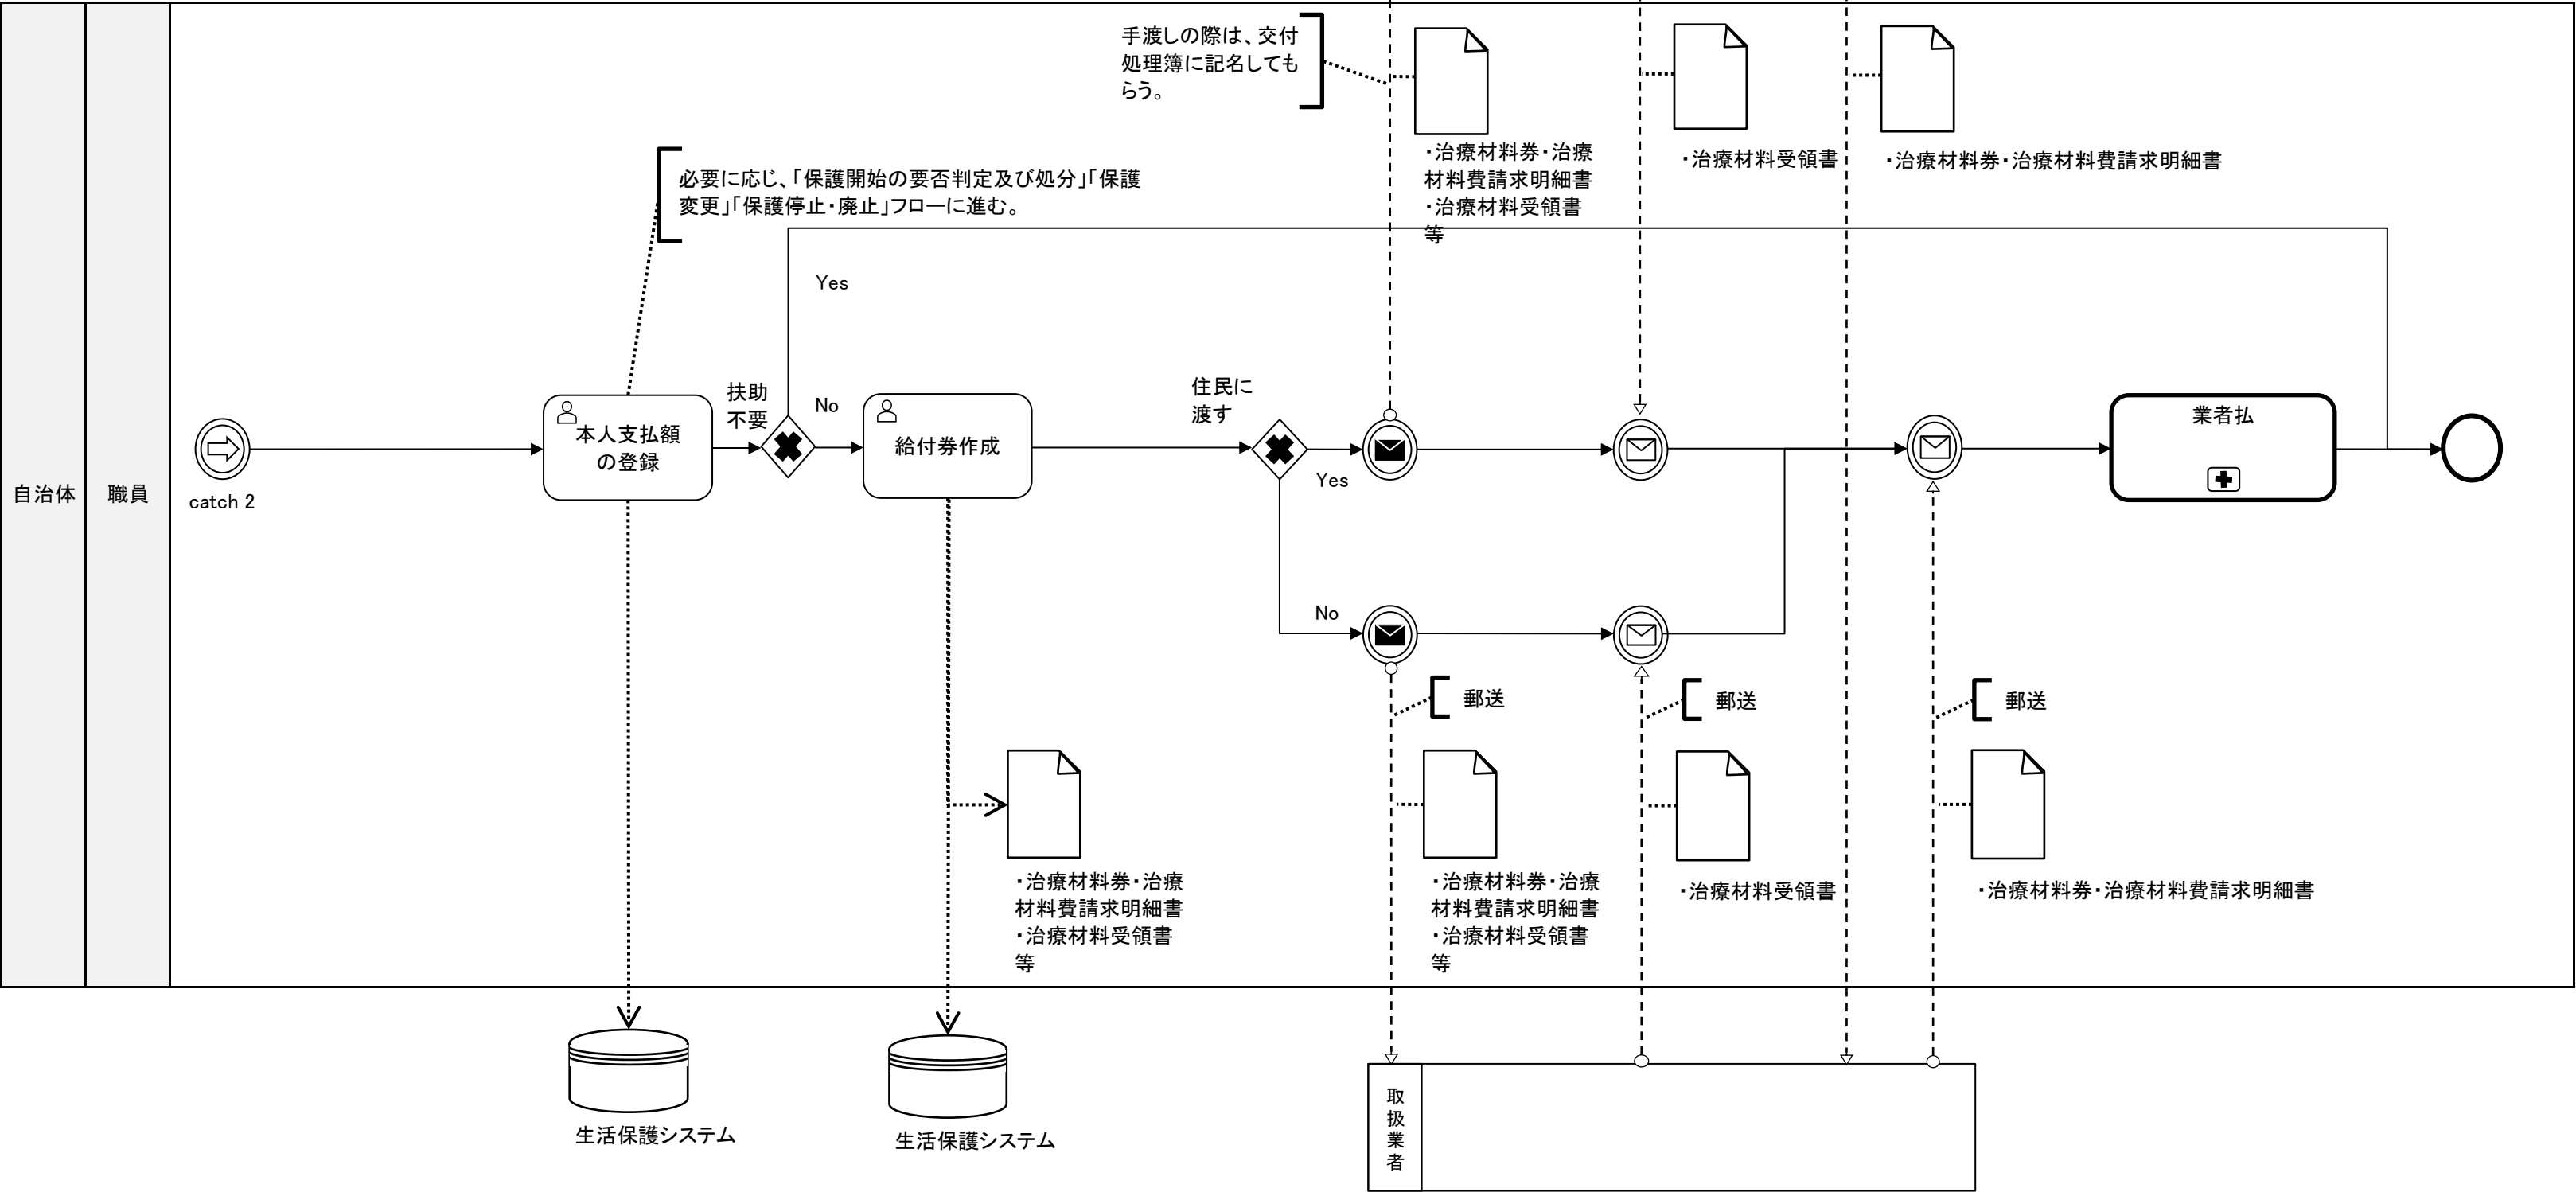 手渡しの際は、交付
処理簿に記名しても
らう。
・治療材料券・治療
材料費請求明細書
・治療材料受領書
等
・治療材料受領書
・治療材料券・治療材料費請求明細書
必要に応じ、「保護開始の要否判定及び処分」「保護
変更」「保護停止・廃止」フローに進む。
Yes
扶助
不要
No
住民に
渡す
Yes
本人支払額
の登録
給付券作成
業者払
自治体
職員
catch 2
No
郵送
郵送
郵送
・治療材料券・治療
材料費請求明細書
・治療材料受領書
等
・治療材料券・治療
材料費請求明細書
・治療材料受領書
等
・治療材料受領書
・治療材料券・治療材料費請求明細書
生活保護システム
生活保護システム
取
扱
業
者